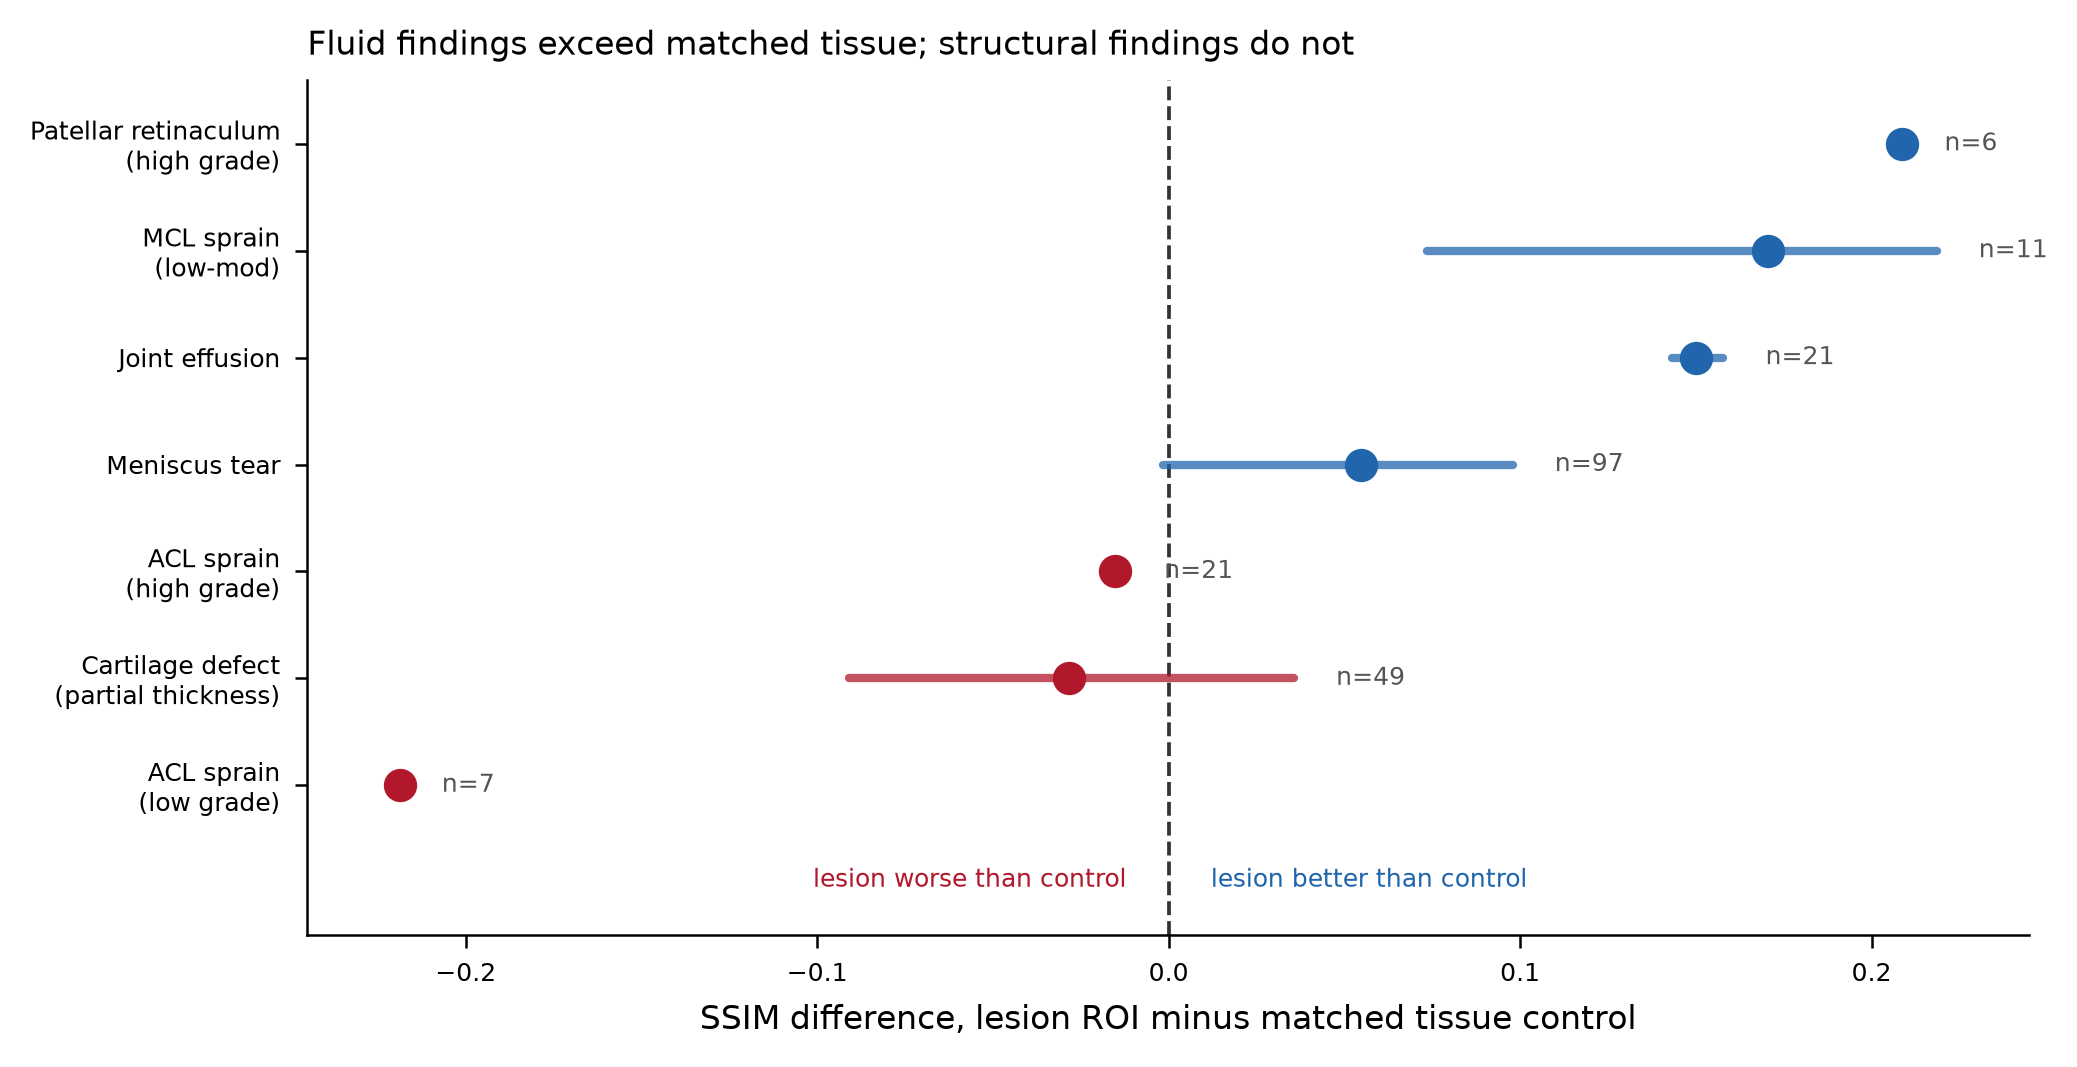 Fluid findings exceed matched tissue; structural findings do not
Patellar retinaculum
(high grade)
n=6
MCL sprain
(low-mod)
n=11
Joint effusion
n=21
Meniscus tear
n=97
ACL sprain
(high grade)
n=21
Cartilage defect
(partial thickness)
n=49
ACL sprain
(low grade)
n=7
lesion worse than control
lesion better than control
−0.2
−0.1
0.0
0.1
0.2
SSIM difference, lesion ROI minus matched tissue control